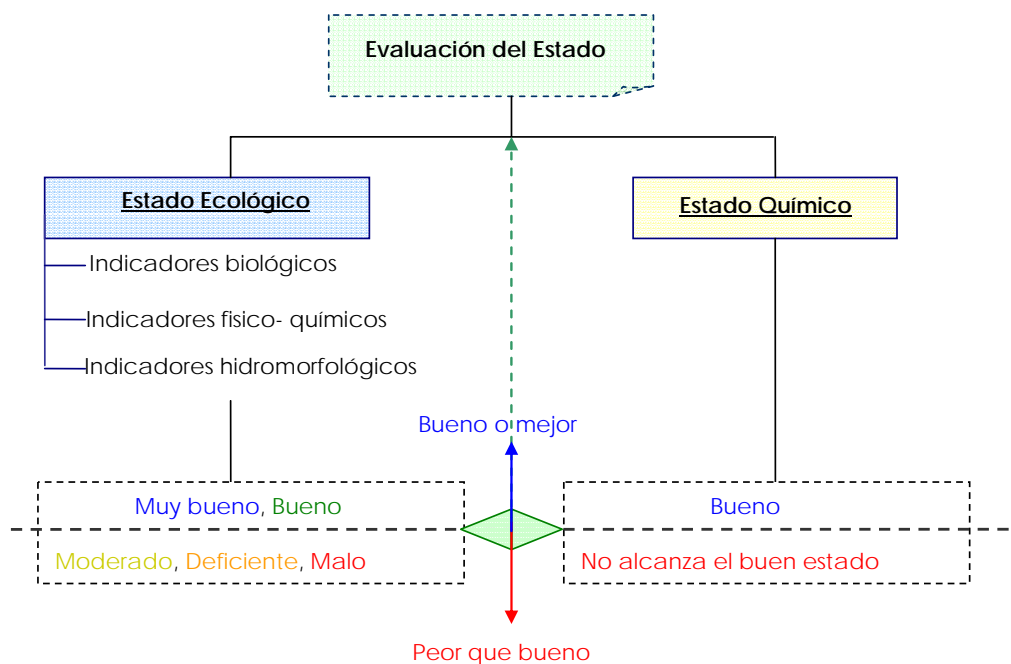 Evaluación del Estado
Estado Ecológico
Estado Químico
Indicadores biológicos
Indicadores fisico- químicos
Indicadores hidromorfológicos
Bueno o mejor
Muy bueno, Bueno
Bueno
Moderado, Deficiente, Malo
No alcanza el buen estado
Peor que bueno